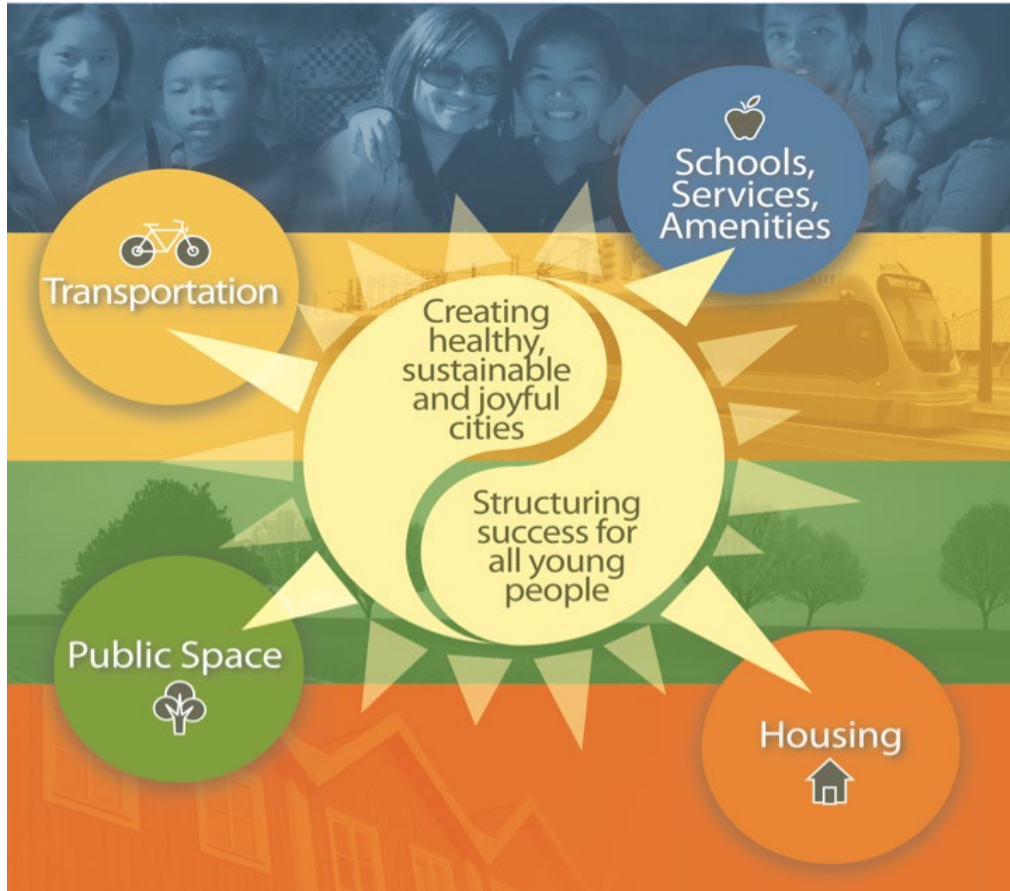 Schools,
Services,
Amenities
Transportation
Creating
healthy,
sustainable
and joyful
cities
Structuring
success for
all young
people
Public Space
Housing